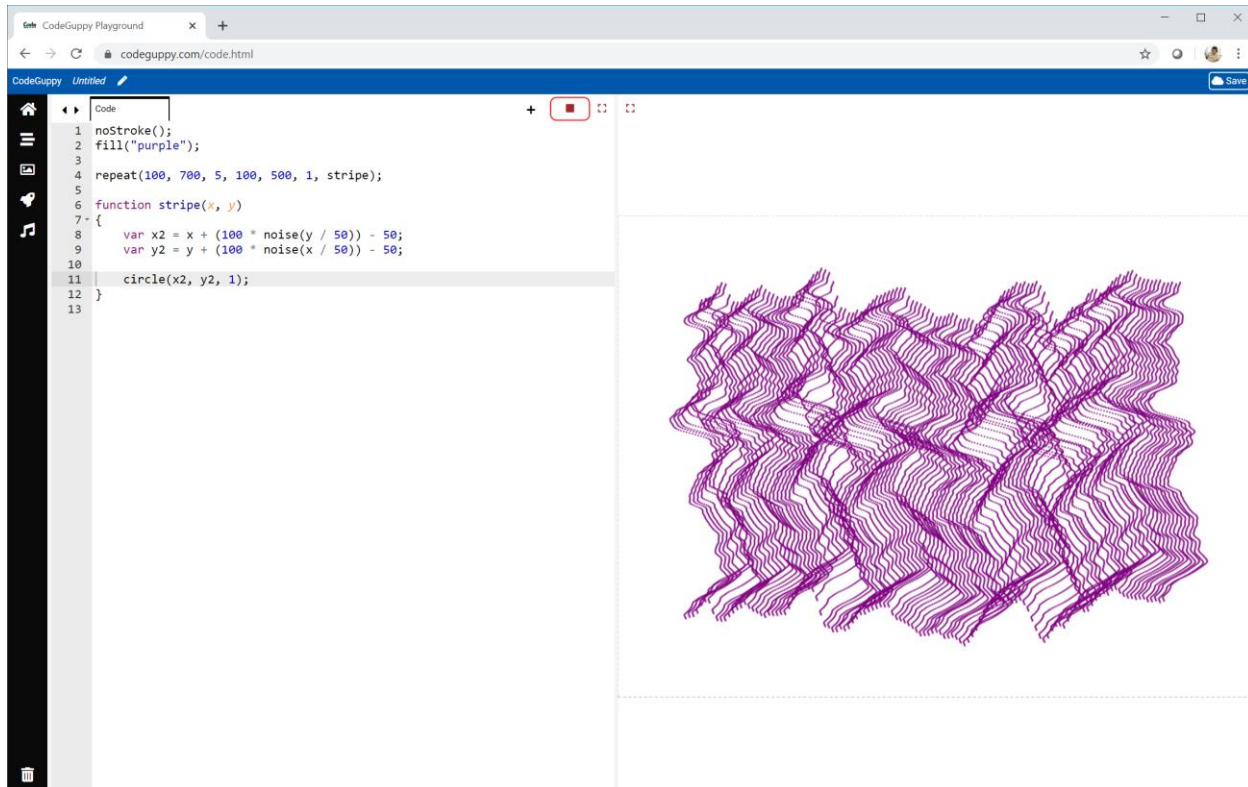 Code CodeGuppy Playground × +
codeguppy.com/code.html
CodeGuppy Untitled Save
Code +
1 noStroke();
2 fill("purple");
3
4 repeat(100, 700, 5, 100, 500, 1, stripe);
5
6 function stripe(x, y)
7 {
8 var x2 = x + (100 * noise(y / 50)) - 50;
9 var y2 = y + (100 * noise(x / 50)) - 50;
10
11 circle(x2, y2, 1);
12 }
13